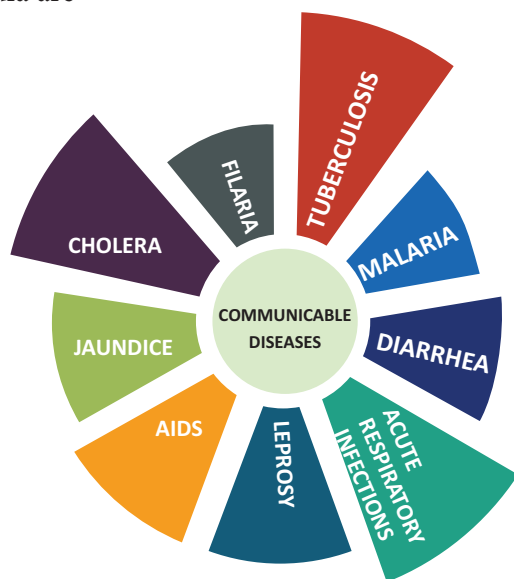 TUBERCULOSIS
MALARIA
DIARRHEA
ACUTE
RESPIRATORY
INFECTIONS
LEPROSY
AIDS
JAUNDICE
CHOLERA
FILARIA
COMMUNICABLE
DISEASES